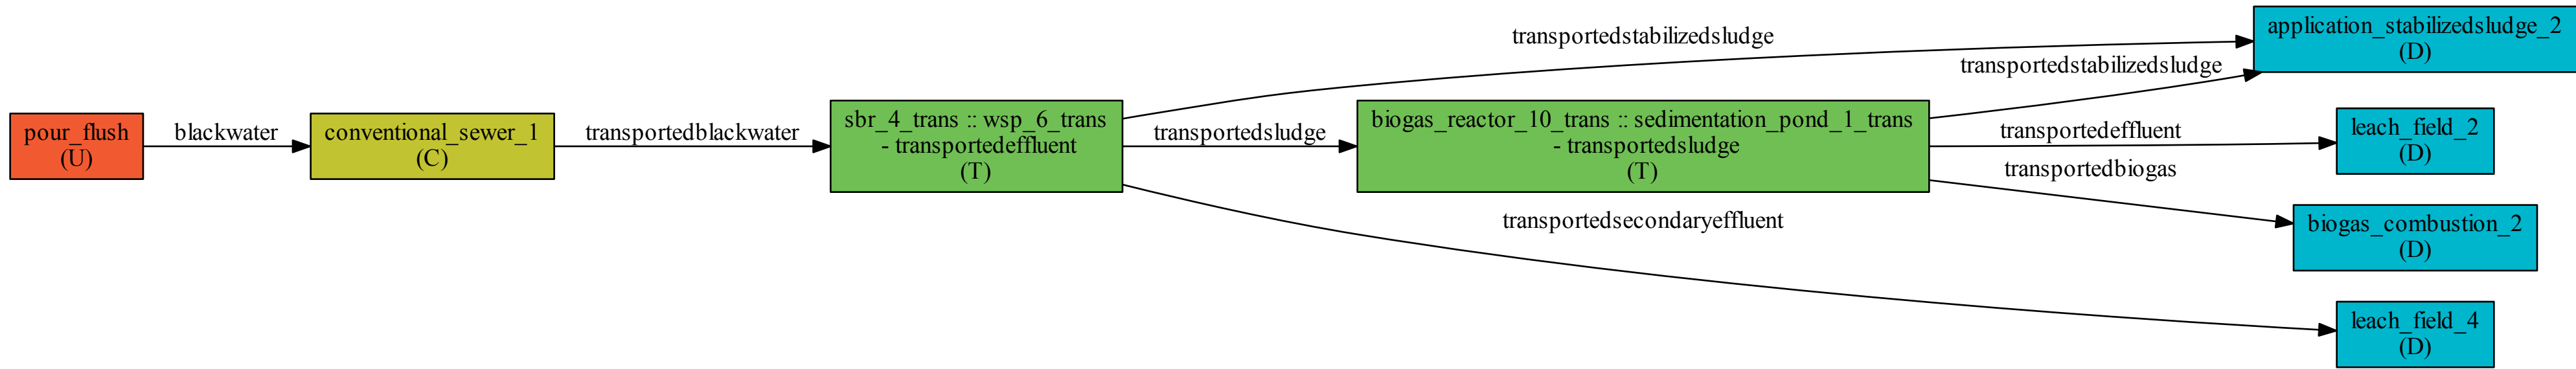 pour_flush
(U)
blackwater
conventional_sewer_1
(C)
transportedblackwater
sbr_4_trans :: wsp_6_trans
- transportedeffluent
(T)
transportedstabilizedsludge
transportedsludge
transportedsecondaryeffluent
biogas_reactor_10_trans :: sedimentation_pond_1_trans
- transportedsludge
(T)
transportedstabilizedsludge
transportedeffluent
transportedbiogas
application_stabilizedsludge_2
(D)
leach_field_2
(D)
biogas_combustion_2
(D)
leach_field_4
(D)